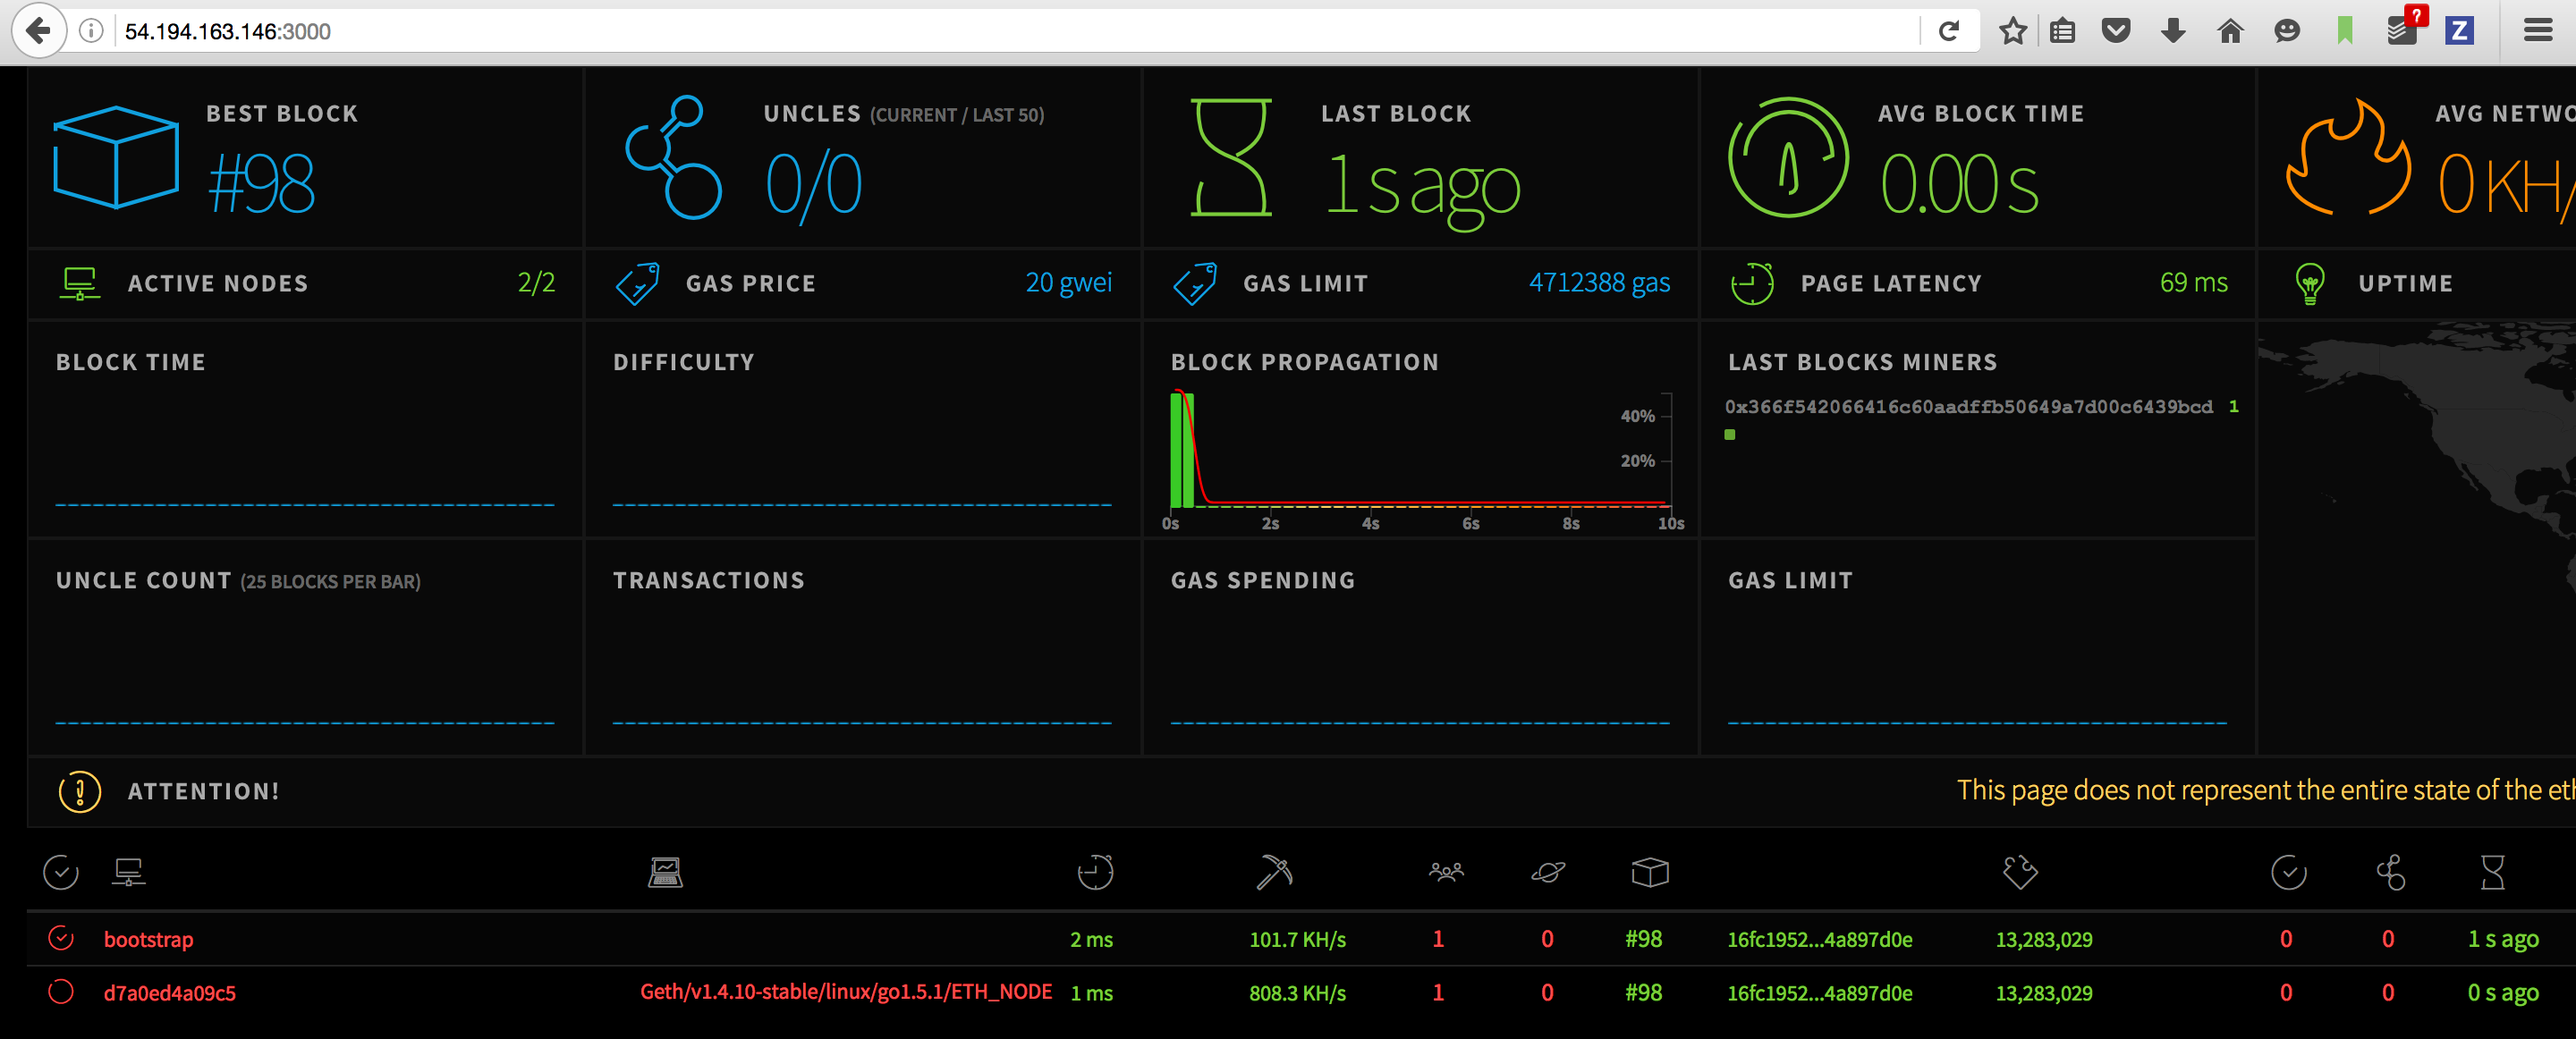 54.194.163.146:3000
?
Z
BEST BLOCK
#98
UNCLES (CURRENT / LAST 50)
0/0
LAST BLOCK
1 s ago
AVG BLOCK TIME
0.00 s
AVG NETWO
0 KH/
ACTIVE NODES 2/2
GAS PRICE 20 gwei
GAS LIMIT 4712388 gas
PAGE LATENCY 69 ms
UPTIME
BLOCK TIME
DIFFICULTY
BLOCK PROPAGATION
40%
20%
0s 2s 4s 6s 8s 10s
LAST BLOCKS MINERS
0x366f542066416c60aadffb50649a7d00c6439bcd 1
UNCLE COUNT (25 BLOCKS PER BAR)
TRANSACTIONS
GAS SPENDING
GAS LIMIT
ATTENTION! This page does not represent the entire state of the eth
bootstrap 2 ms 101.7 KH/s 1 0 #98 16fc1952...4a897d0e 13,283,029 0 0 1 s ago
d7a0ed4a09c5 Geth/v1.4.10-stable/linux/go1.5.1/ETH_NODE 1 ms 808.3 KH/s 1 0 #98 16fc1952...4a897d0e 13,283,029 0 0 0 s ago